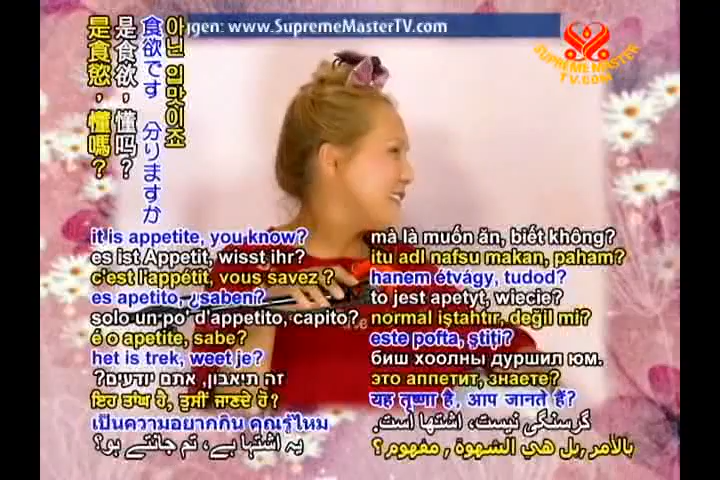 gen: www.SupremeMasterTV.com
SUPREME MASTER
TV.COM
아닌 입맛이죠
食欲です 分りますか
是食欲，懂吗？
是食慾，懂嗎？
it is appetite, you know?
es ist Appetit, wisst ihr?
c'est l'appétit, vous savez ?
es apetito, ¿saben?
solo un po' d'appetito, capito?
é o apetite, sabe?
het is trek, weet je?
זה תיאבון, אתם יודעים?
ਇਹ ਤਾਂਘ ਹੈ, ਤੁਸੀਂ ਜਾਣਦੇ ਹੋ?
เป็นความอยากกิน คุณรู้ไหม
یہ اشتہا ہے، تم جانتے ہو؟
mà là muốn ăn, biết không?
itu adl nafsu makan, paham?
hanem étvágy, tudod?
to jest apetyt, wiecie?
normal iştahtır, değil mi?
este pofta, ştiţi?
биш хоолны дуршил юм.
это аппетит, знаете?
यह तृष्णा है, आप जानते हैं?
گرسنگی نیست، اشتها است.
بالأمر ,بل هي الشهوة , مفهوم؟